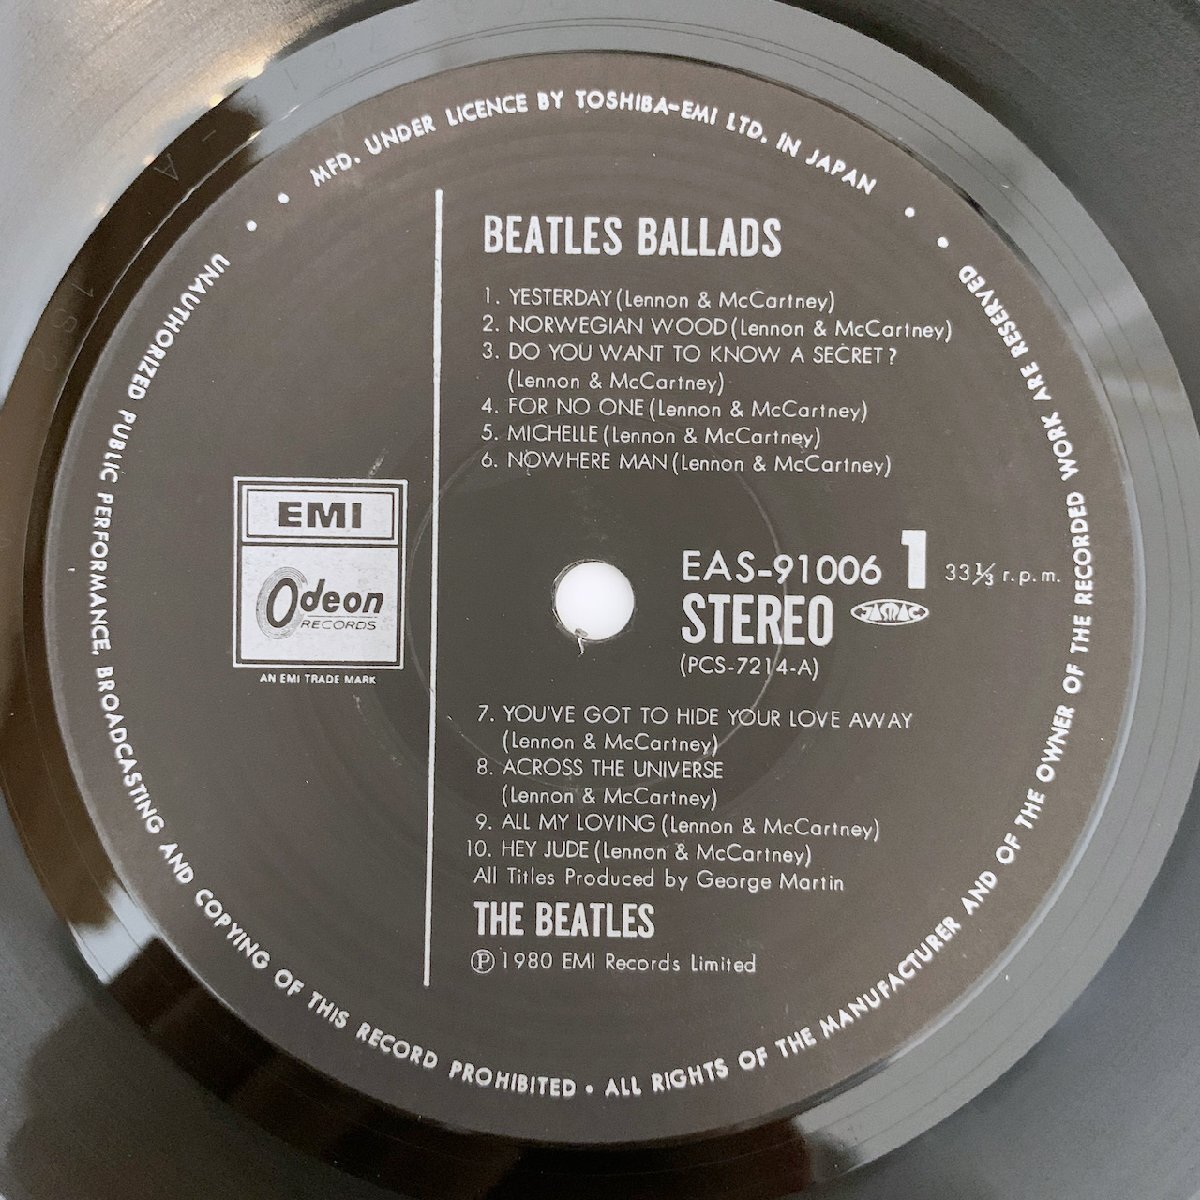 MFD. UNDER LICENCE BY TOSHIBA-EMI LTD. IN JAPAN
BEATLES BALLADS
1. YESTERDAY (Lennon & McCartney)
2. NORWEGIAN WOOD (Lennon & McCartney)
3. DO YOU WANT TO KNOW A SECRET?
(Lennon & McCartney)
4. FOR NO ONE (Lennon & McCartney)
5. MICHELLE (Lennon & McCartney)
6. NOWHERE MAN (Lennon & McCartney)
EMI
Odeon
RECORDS
AN EMI TRADE MARK
EAS-91006 1 33⅓ r.p.m.
STEREO JASRAC
(PCS-7214-A)
7. YOU'VE GOT TO HIDE YOUR LOVE AWAY
(Lennon & McCartney)
8. ACROSS THE UNIVERSE
(Lennon & McCartney)
9. ALL MY LOVING (Lennon & McCartney)
10. HEY JUDE (Lennon & McCartney)
All Titles Produced by George Martin
THE BEATLES
Ⓟ 1980 EMI Records Limited
UNAUTHORIZED PUBLIC PERFORMANCE, BROADCASTING AND COPYING OF THIS RECORD PROHIBITED • ALL RIGHTS OF THE MANUFACTURER AND OF THE OWNER OF THE RECORDED WORK ARE RESERVED